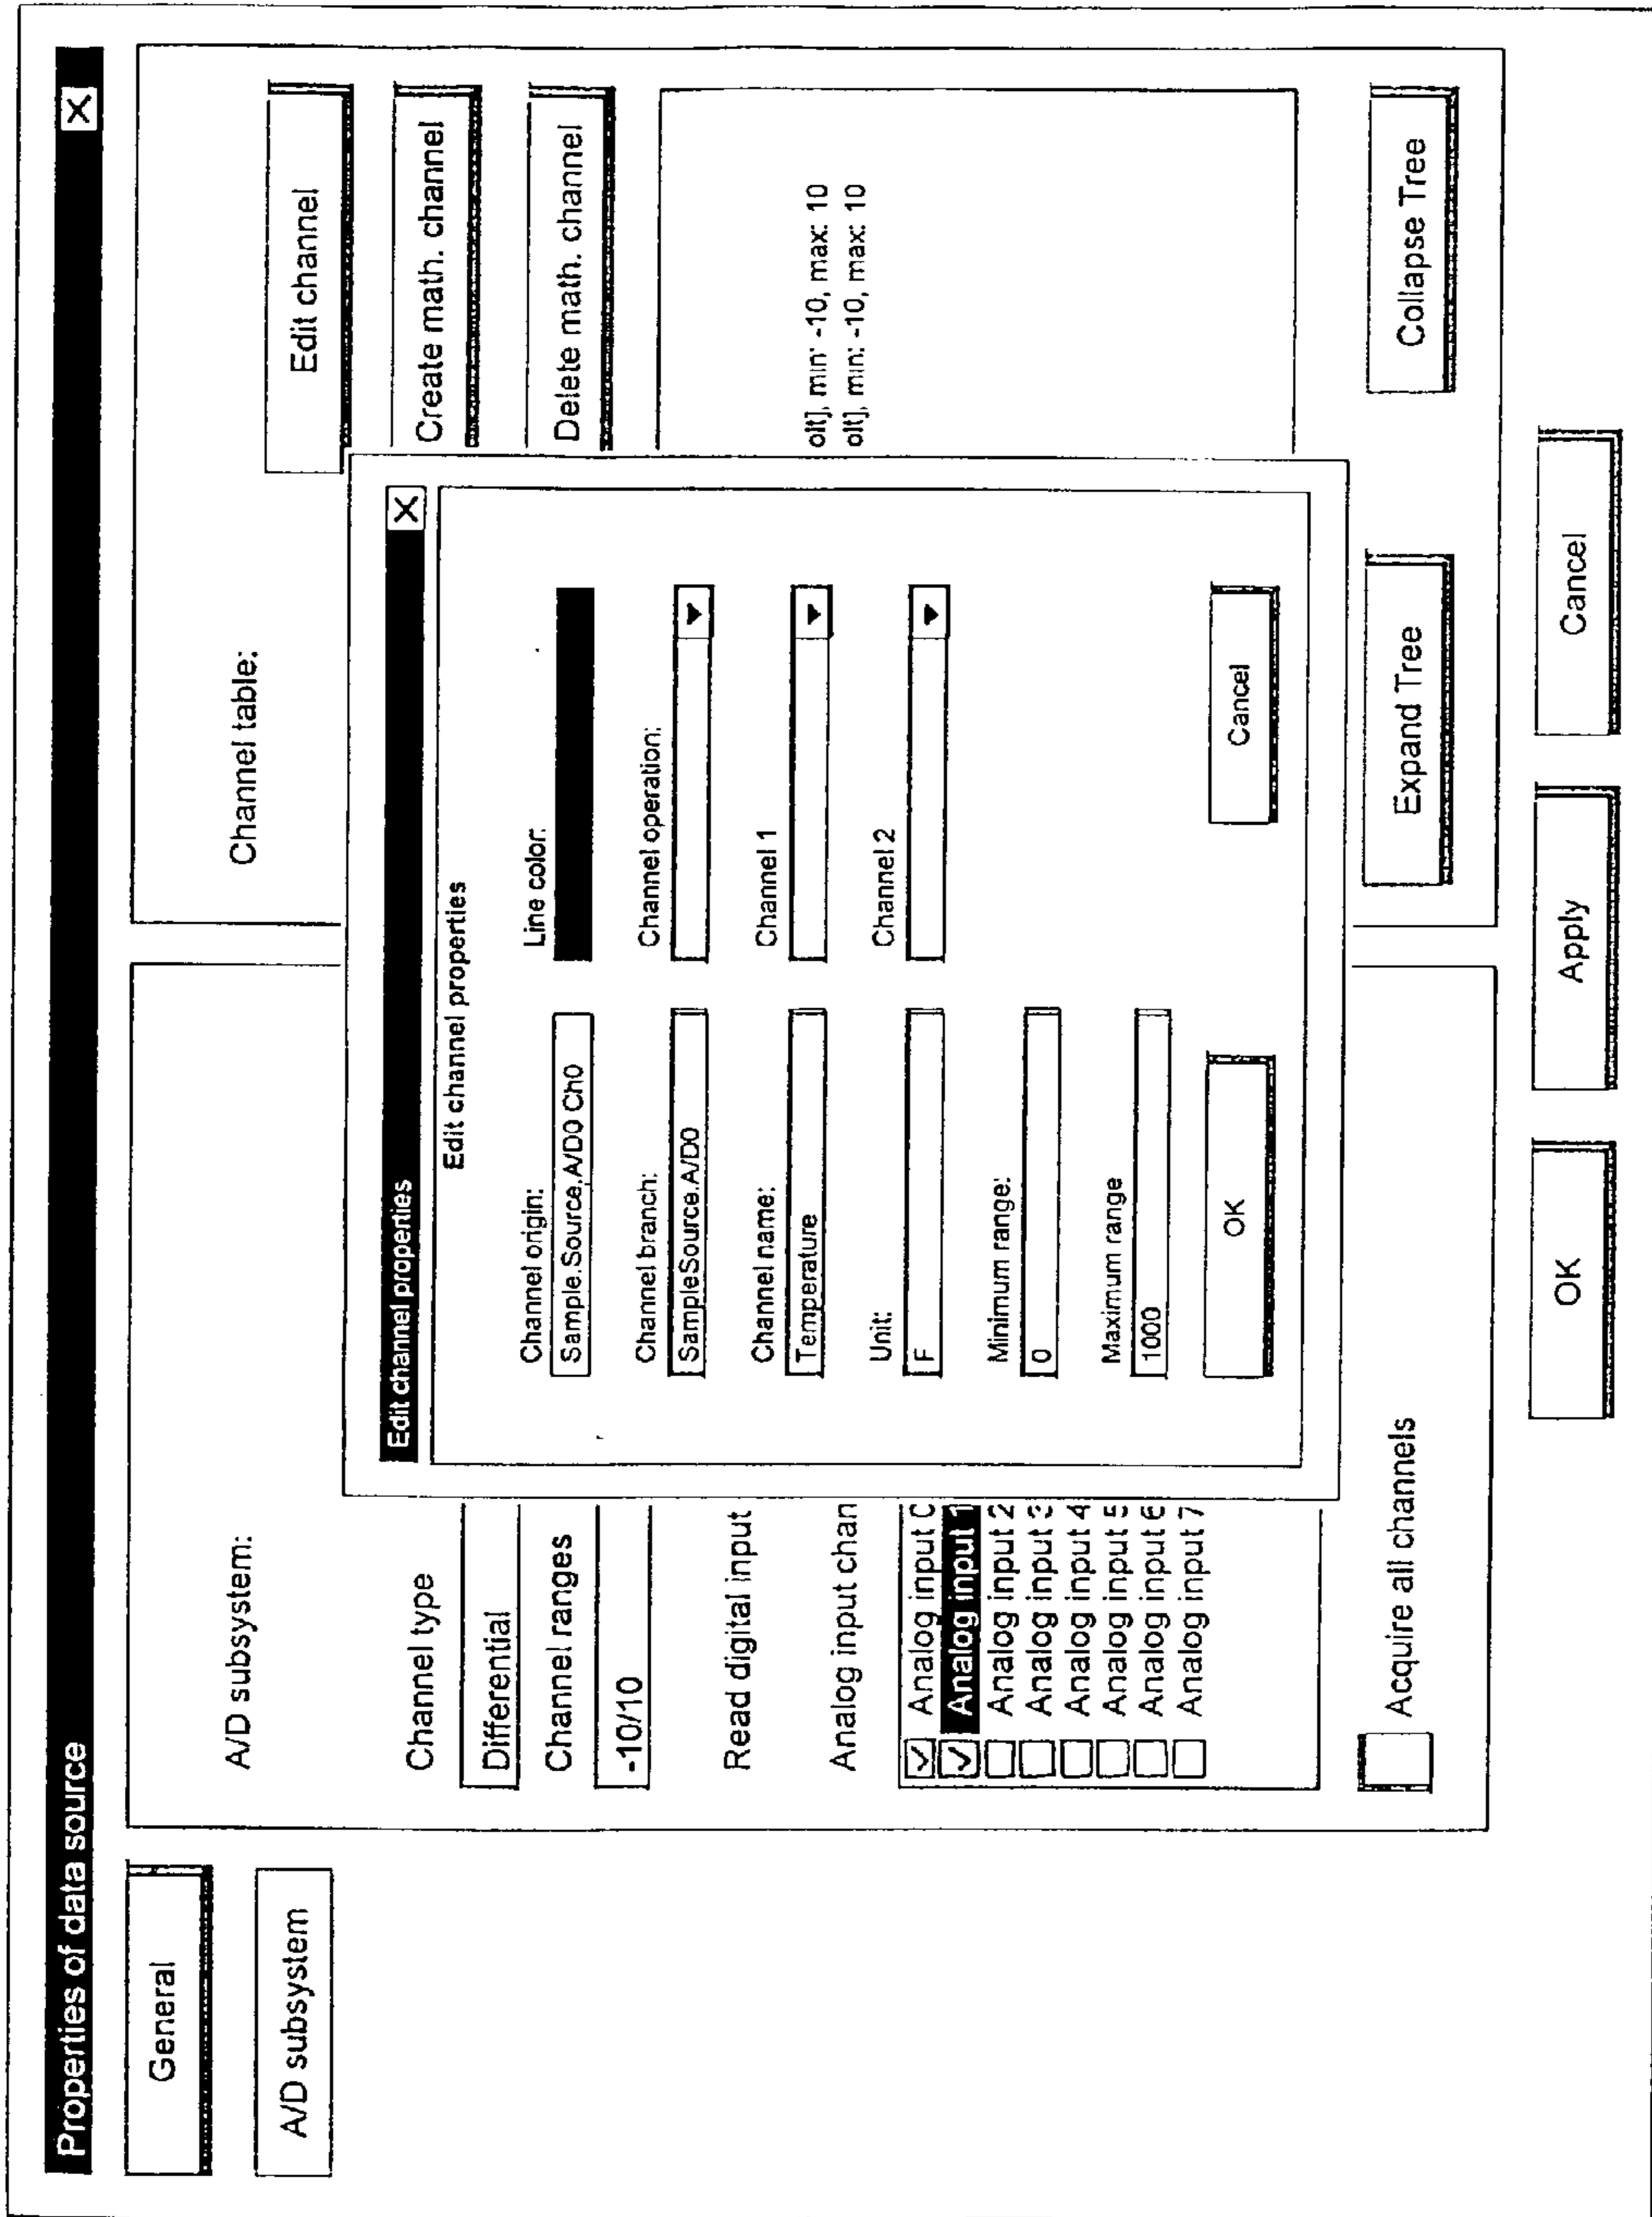 Properties of data source
X
General
A/D subsystem
A/D subsystem:
Channel type
Differential
Channel ranges
-10/10
Read digital input
Analog input chan
Analog input
Analog input 1
Analog input 2
Analog input 3
Analog input 4
Analog input 5
Analog input 6
Analog input 7
Acquire all channels
Channel table:
Edit channel
Create math. channel
Delete math. channel
olt], min: -10, max: 10
olt], min: -10, max: 10
Expand Tree
Collapse Tree
Edit channel properties
X
Edit channel properties
Channel origin:
Sample.Source.A/D0 Ch0
Channel branch:
SampleSource.A/D0
Channel name:
Temperature
Unit:
F
Minimum range:
0
Maximum range
1000
Line color:
Channel operation:
Channel 1
Channel 2
OK
Cancel
OK
Apply
Cancel